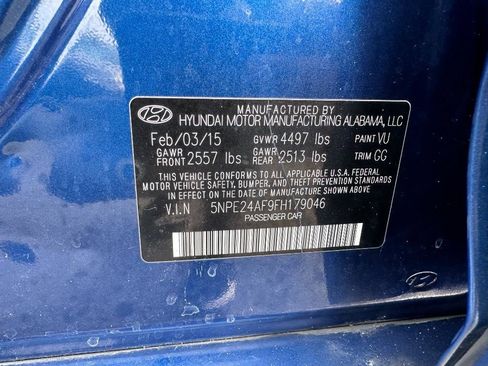 MANUFACTURED BY
HYUNDAI MOTOR MANUFACTURING ALABAMA, LLC
Feb/03/15 GVWR 4497 lbs PAINT VU
GAWR FRONT 2557 lbs GAWR REAR 2513 lbs TRIM GG
THIS VEHICLE CONFORMS TO ALL APPLICABLE U.S.A. FEDERAL
MOTOR VEHICLE SAFETY, BUMPER, AND THEFT PREVENTION
STANDARDS IN EFFECT ON THE DATE OF MANUFACTURE SHOWN ABOVE.
V.I.N 5NPE24AF9FH179046
PASSENGER CAR